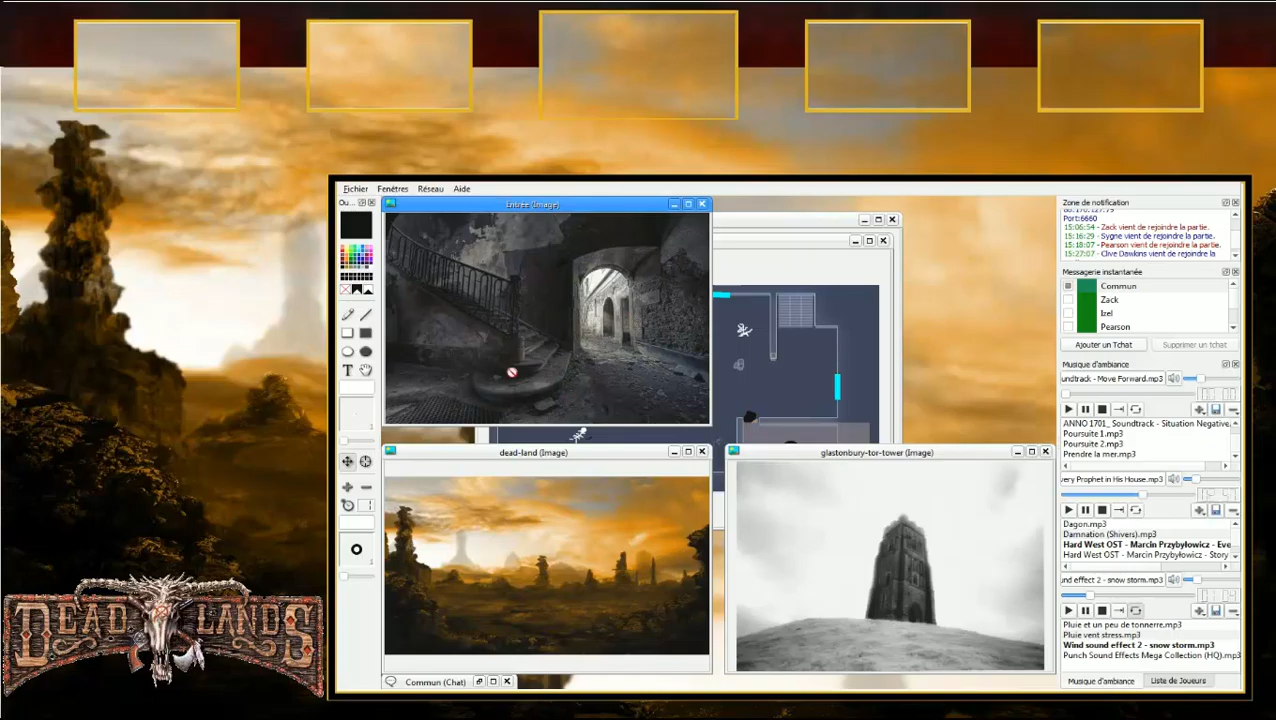 Fichier Fenêtres Réseau Aide
Ou...
Entrée (Image)
dead-land (Image)
glastonbury-tor-tower (Image)
Commun (Chat)
DEADLANDS
Zone de notification
Port:6660
15:06:54 - Zack vient de rejoindre la partie.
15:16:29 - Sygne vient de rejoindre la partie.
15:18:07 - Pearson vient de rejoindre la partie.
15:27:07 - Clive Dawkins vient de rejoindre la
Messagerie instantanée
Commun
Zack
Izel
Pearson
Ajouter un Tchat
Supprimer un tchat
Musique d'ambiance
undtrack - Move Forward.mp3
ANNO 1701_ Soundtrack - Situation Negative.
Poursuite 1.mp3
Poursuite 2.mp3
Prendre la mer.mp3
very Prophet in His House.mp3
Dagon.mp3
Damnation (Shivers).mp3
Hard West OST - Marcin Przybyłowicz - Eve
Hard West OST - Marcin Przybyłowicz - Story
nd effect 2 - snow storm.mp3
Pluie et un peu de tonnerre.mp3
Pluie vent stress.mp3
Wind sound effect 2 - snow storm.mp3
Punch Sound Effects Mega Collection (HQ).mp3
Musique d'ambiance
Liste de Joueurs